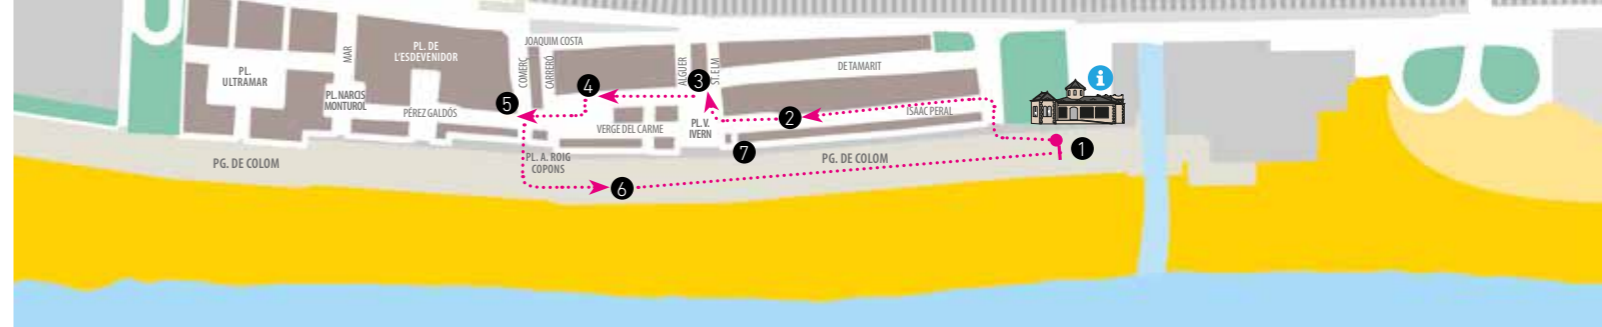 JOAQUIM COSTA
MAR
PL. DE
L'ESDEVENIDOR
COMERÇ
CARRERÓ
ALGUER
ST. ELM
DE TAMARIT
PL.
ULTRAMAR
PL. NARCIS
MONTUROL
PÉREZ GALDÓS
5
4
3
2
ISAAC PERAL
i
VERGE DEL CARME
PL. V.
IVERN
7
1
PG. DE COLOM
PL. A. ROIG
COPONS
PG. DE COLOM
6